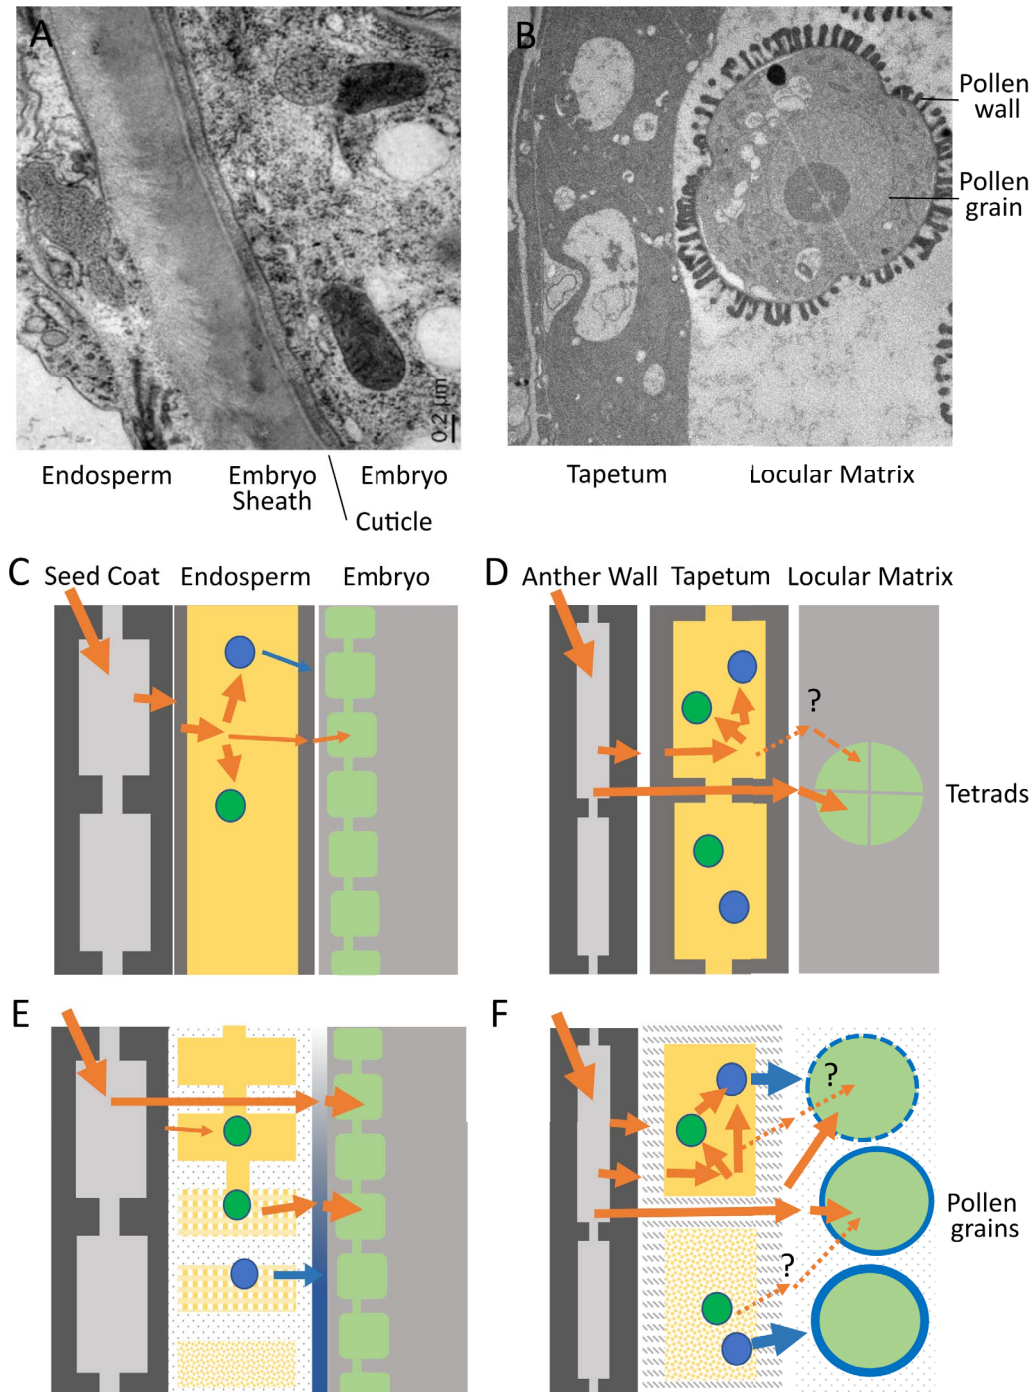 A
B
Pollen
wall
Pollen
grain
0.2 µm
Endosperm
Embryo
Sheath
Embryo
Cuticle
Tapetum
Locular Matrix
C
Seed Coat
Endosperm
Embryo
D
Anther Wall
Tapetum
Locular Matrix
?
Tetrads
E
F
?
Pollen
grains
?